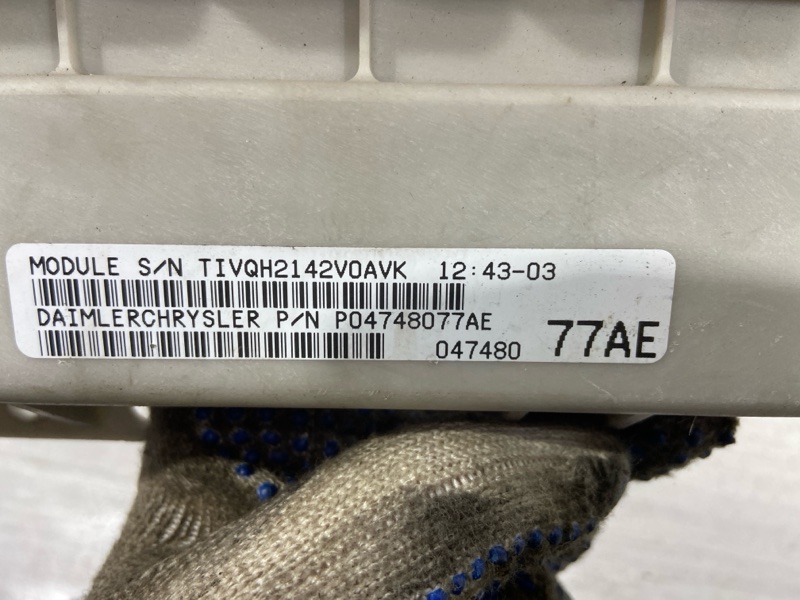 MODULE S/N TIVQH2142V0AVK 12:43-03
DAIMLERCHRYSLER P/N P04748077AE
047480 77AE